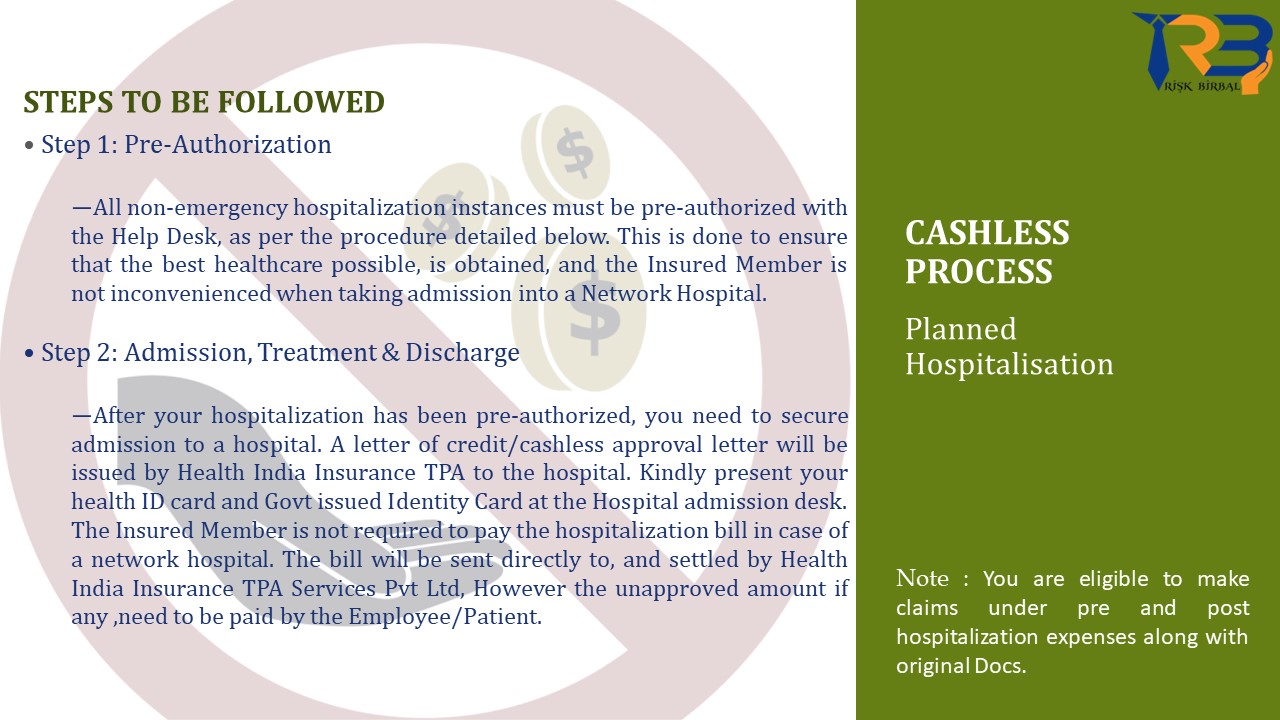 STEPS TO BE FOLLOWED
• Step 1: Pre-Authorization
—All non-emergency hospitalization instances must be pre-authorized with
the Help Desk, as per the procedure detailed below. This is done to ensure
that the best healthcare possible, is obtained, and the Insured Member is
not inconvenienced when taking admission into a Network Hospital.
• Step 2: Admission, Treatment & Discharge
—After your hospitalization has been pre-authorized, you need to secure
admission to a hospital. A letter of credit/cashless approval letter will be
issued by Health India Insurance TPA to the hospital. Kindly present your
health ID card and Govt issued Identity Card at the Hospital admission desk.
The Insured Member is not required to pay the hospitalization bill in case of
a network hospital. The bill will be sent directly to, and settled by Health
India Insurance TPA Services Pvt Ltd, However the unapproved amount if
any ,need to be paid by the Employee/Patient.
RB
RİŞK BİRBAL
CASHLESS
PROCESS
Planned
Hospitalisation
Note : You are eligible to make
claims under pre and post
hospitalization expenses along with
original Docs.
$
$
$